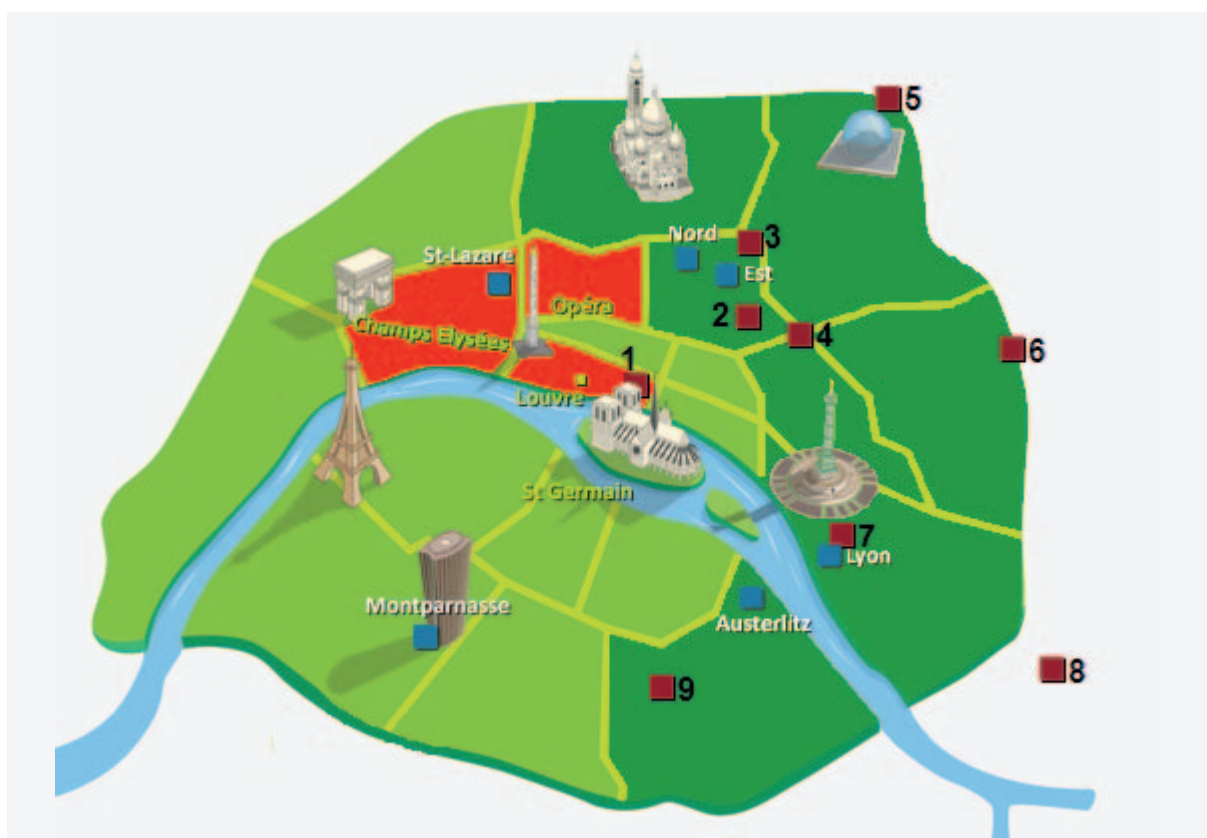 5
Nord
3
St-Lazare
Est
Opéra
2
Champs Elysées
4
6
1
Louvre
St Germain
7
Lyon
Montparnasse
Austerlitz
8
9